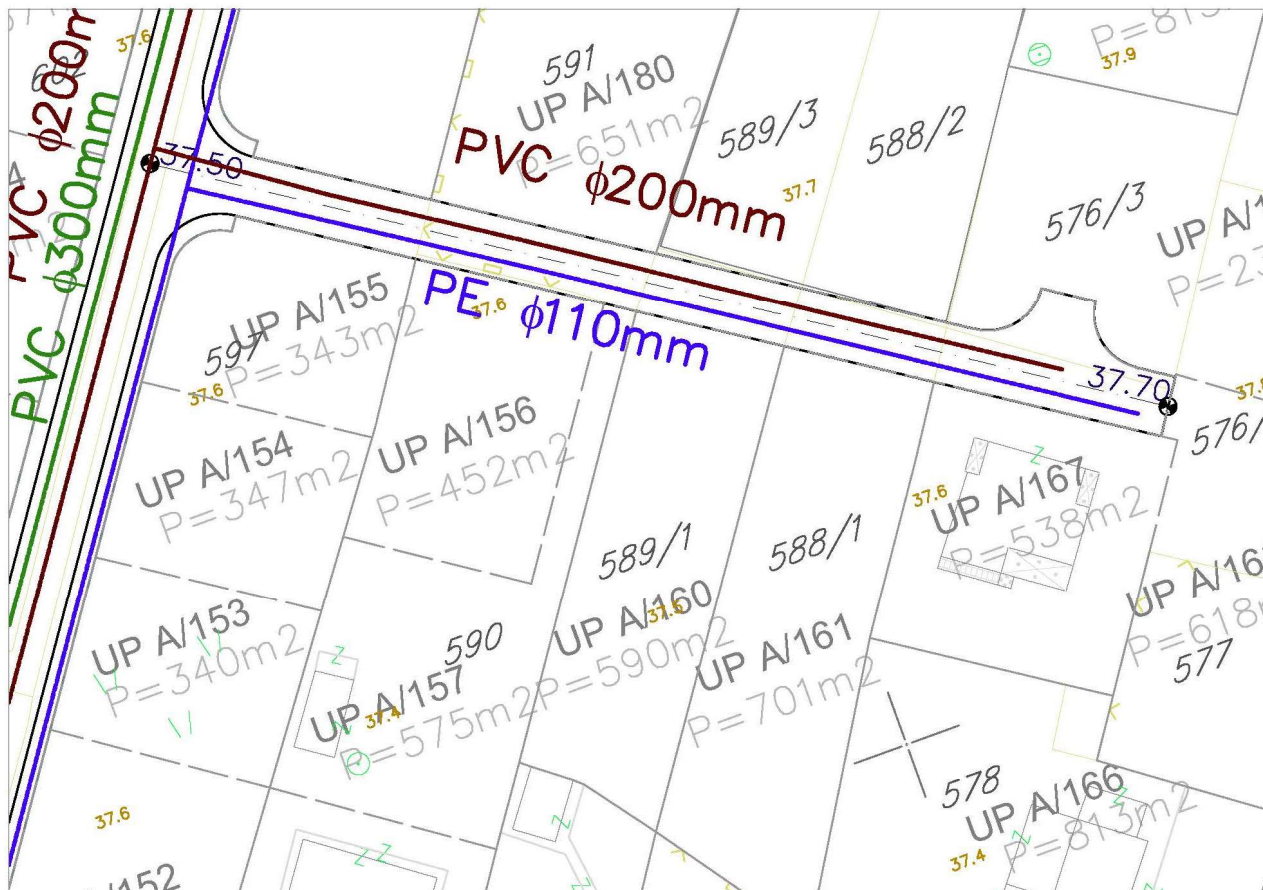 37.6
PVC ϕ200mm
591
UP A/180
P=651m2
37.9
589/3
588/2
37.50
PVC ϕ200mm
37.7
576/3
PVC ϕ300mm
UP A/155
P=343m2
597
37.6
PE ϕ110mm
37.6
37.70
UP A/154
P=347m2
UP A/156
P=452m2
37.6
UP A/167
P=538m2
589/1
588/1
UP A/153
P=340m2
590
UP A/160
37.5
P=590m2
UP A/161
P=701m2
577
UP A/157
37.4
P=575m2
578
UP A/166
P=813m2
37.6
37.4